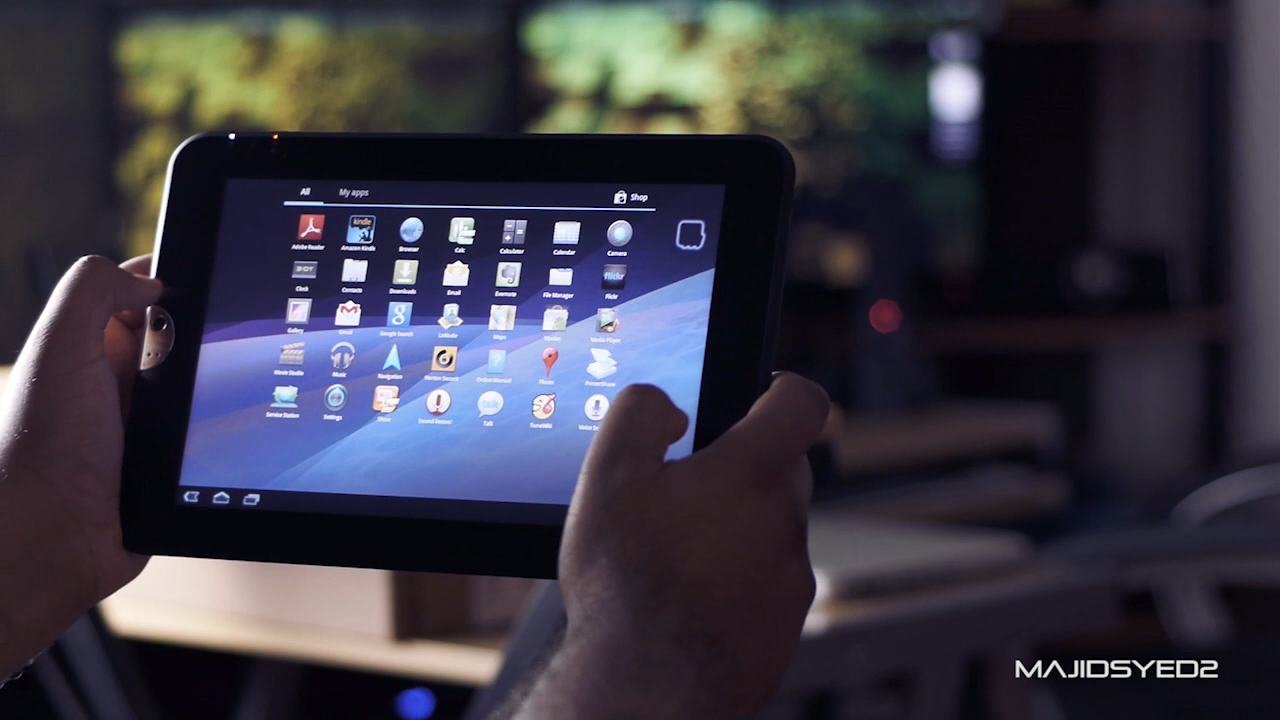 All My apps Shop
Adobe Reader Amazon Kindle Browser Calc Calculator Calendar Camera
Clock Contacts Downloads Email Evernote File Manager Flickr
Gallery Gmail Google Search Latitude Maps Market Media Player
Movie Studio Music Navigation Norton Securit Online Manual Places PrinterShare
Service Station Settings Talk TuneWiki Voice
MAJIDSYED2